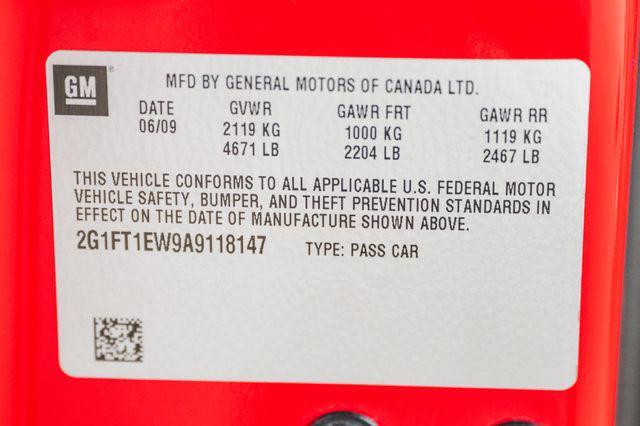 GM
MFD BY GENERAL MOTORS OF CANADA LTD.
DATE GVWR GAWR FRT GAWR RR
06/09 2119 KG 1000 KG 1119 KG
4671 LB 2204 LB 2467 LB
THIS VEHICLE CONFORMS TO ALL APPLICABLE U.S. FEDERAL MOTOR
VEHICLE SAFETY, BUMPER, AND THEFT PREVENTION STANDARDS IN
EFFECT ON THE DATE OF MANUFACTURE SHOWN ABOVE.
2G1FT1EW9A9118147 TYPE: PASS CAR